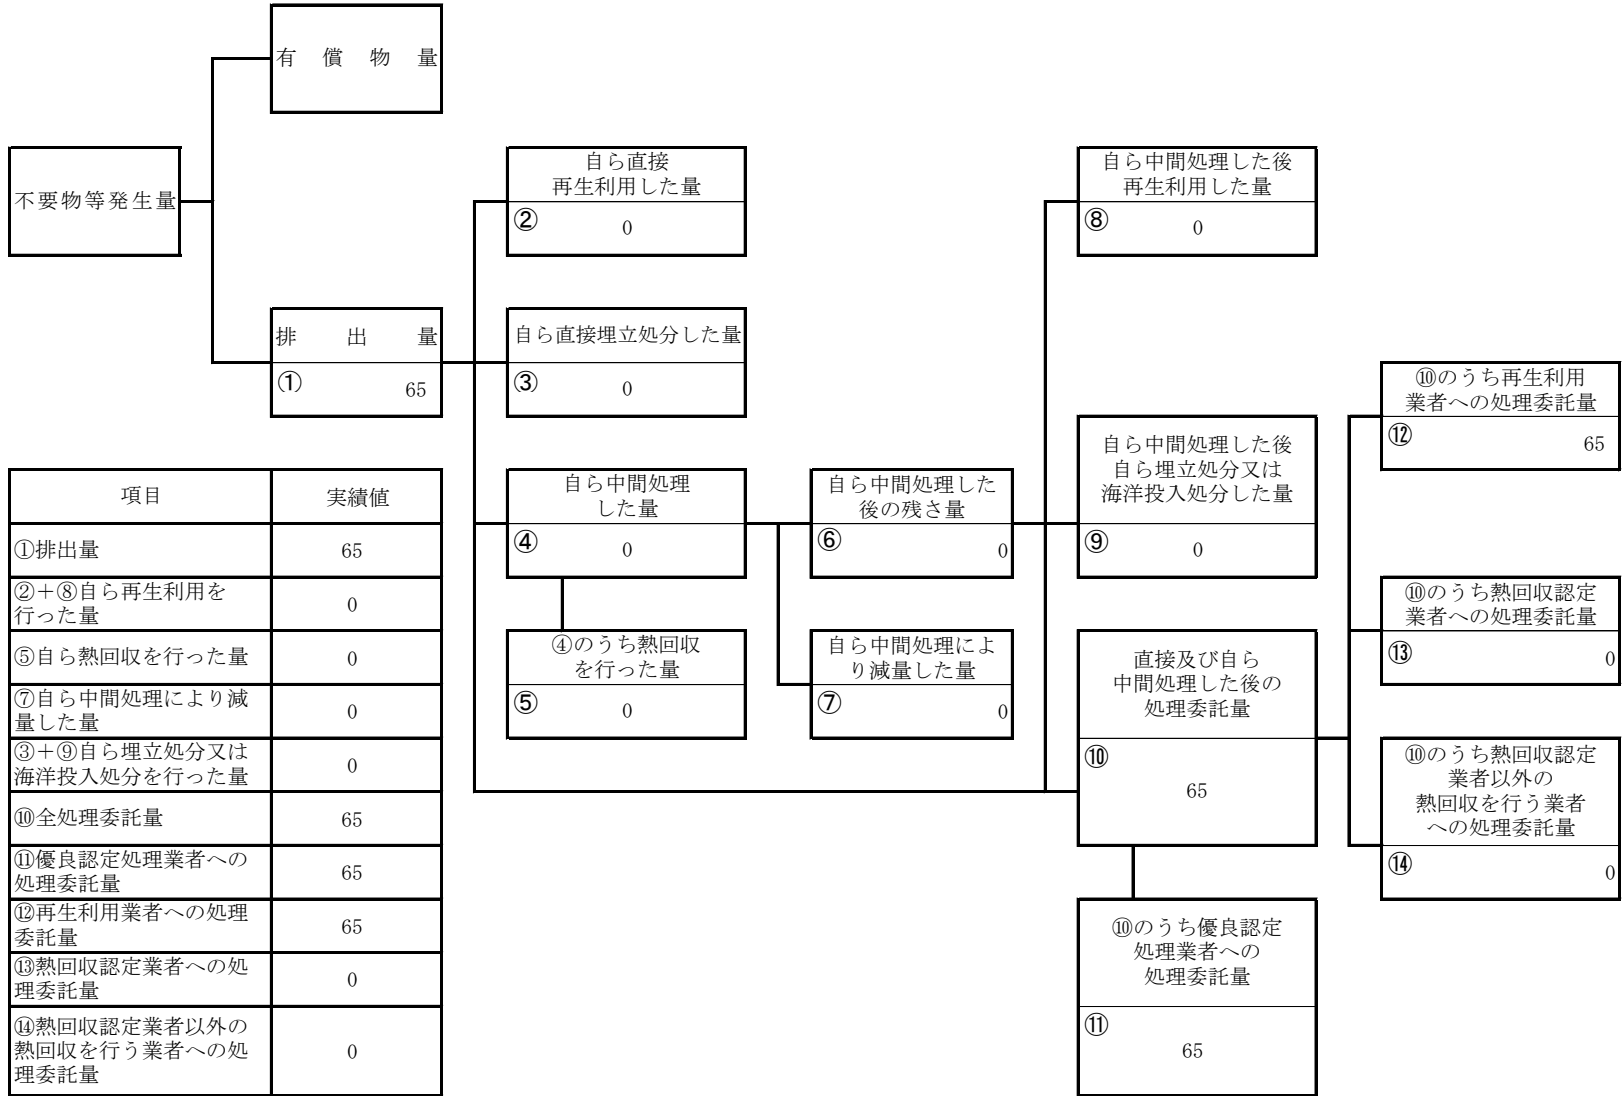 有償物量
不要物等発生量
排出量
① 65
自ら直接
再生利用した量
② 0
自ら直接埋立処分した量
③ 0
自ら中間処理
した量
④ 0
④のうち熱回収
を行った量
⑤ 0
自ら中間処理した
後の残さ量
⑥ 0
自ら中間処理によ
り減量した量
⑦ 0
自ら中間処理した後
再生利用した量
⑧ 0
自ら中間処理した後
自ら埋立処分又は
海洋投入処分した量
⑨ 0
直接及び自ら
中間処理した後の
処理委託量
⑩
65
⑩のうち優良認定
処理業者への
処理委託量
⑪
65
⑩のうち再生利用
業者への処理委託量
⑫ 65
⑩のうち熱回収認定
業者への処理委託量
⑬ 0
⑩のうち熱回収認定
業者以外の
熱回収を行う業者
への処理委託量
⑭ 0
項目 実績値
①排出量 65
②+⑧自ら再生利用を
行った量 0
⑤自ら熱回収を行った量 0
⑦自ら中間処理により減
量した量 0
③+⑨自ら埋立処分又は
海洋投入処分を行った量 0
⑩全処理委託量 65
⑪優良認定処理業者への
処理委託量 65
⑫再生利用業者への処理
委託量 65
⑬熱回収認定業者への処
理委託量 0
⑭熱回収認定業者以外の
熱回収を行う業者への処 0
理委託量